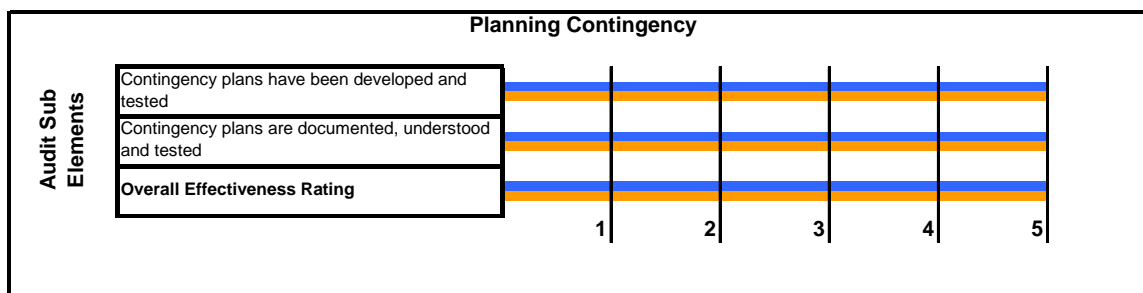 Planning Contingency
Audit Sub
Elements
Contingency plans have been developed and
tested
Contingency plans are documented, understood
and tested
Overall Effectiveness Rating
1 2 3 4 5